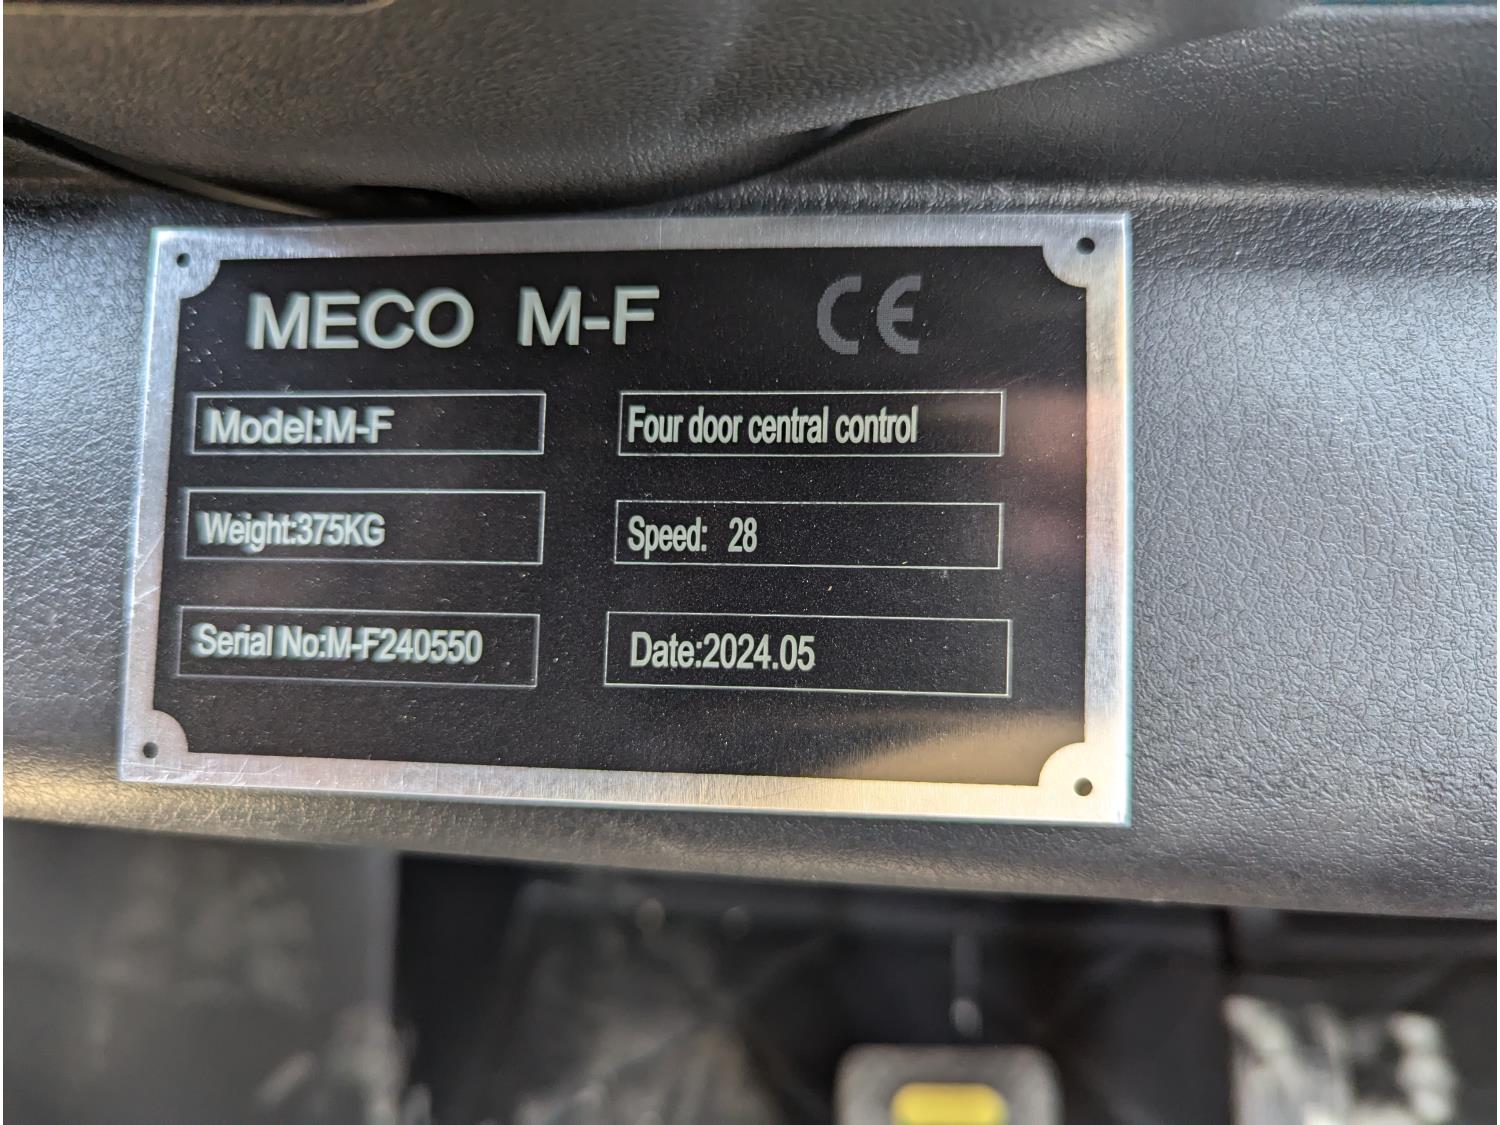 MECO M-F CE
Model:M-F
Four door central control
Weight:375KG
Speed: 28
Serial No:M-F240550
Date:2024.05